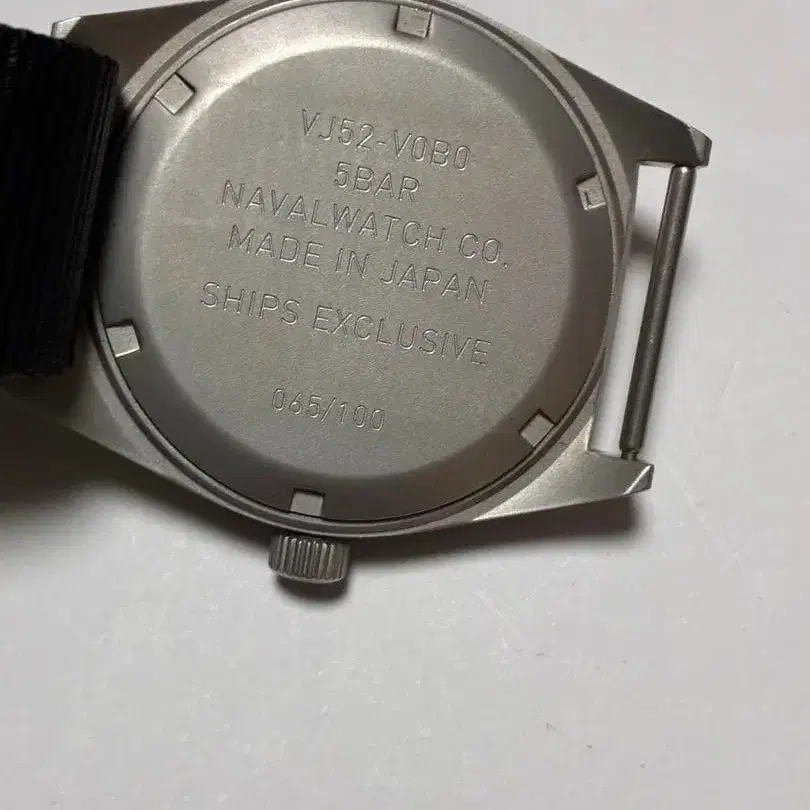 VJ52-V0B0
5BAR
NAVALWATCH CO.
MADE IN JAPAN
SHIPS EXCLUSIVE
065/100